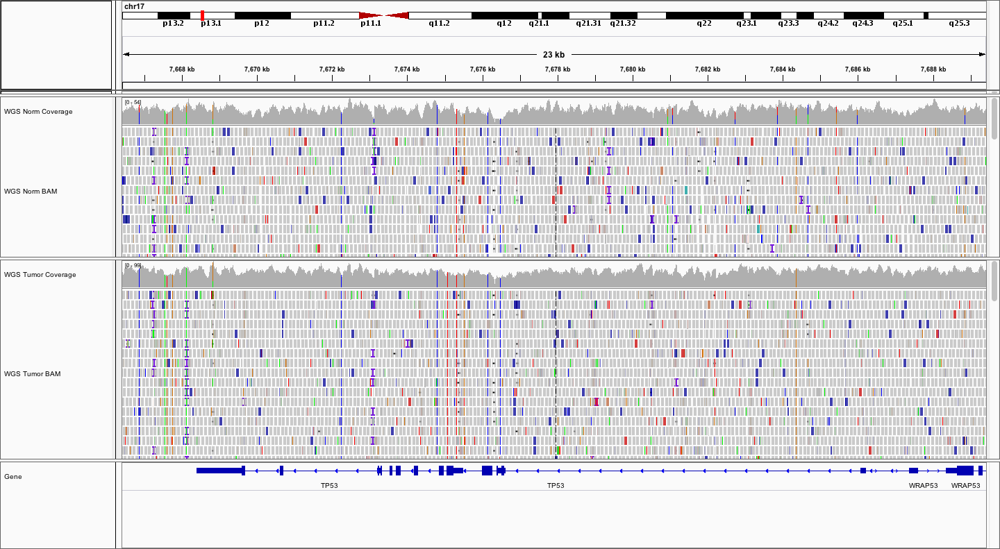 chr17
p13.2 p13.1 p12 p11.2 p11.1 q11.2 q12 q21.1 q21.31 q21.32 q22 q23.1 q23.3 q24.2 q24.3 q25.1 q25.3
23 kb
7,668 kb 7,670 kb 7,672 kb 7,674 kb 7,676 kb 7,678 kb 7,680 kb 7,682 kb 7,684 kb 7,686 kb 7,688 kb
[0 - 54]
WGS Norm Coverage
WGS Norm BAM
[0 - 99]
WGS Tumor Coverage
WGS Tumor BAM
Gene
TP53 TP53 WRAP53 WRAP53